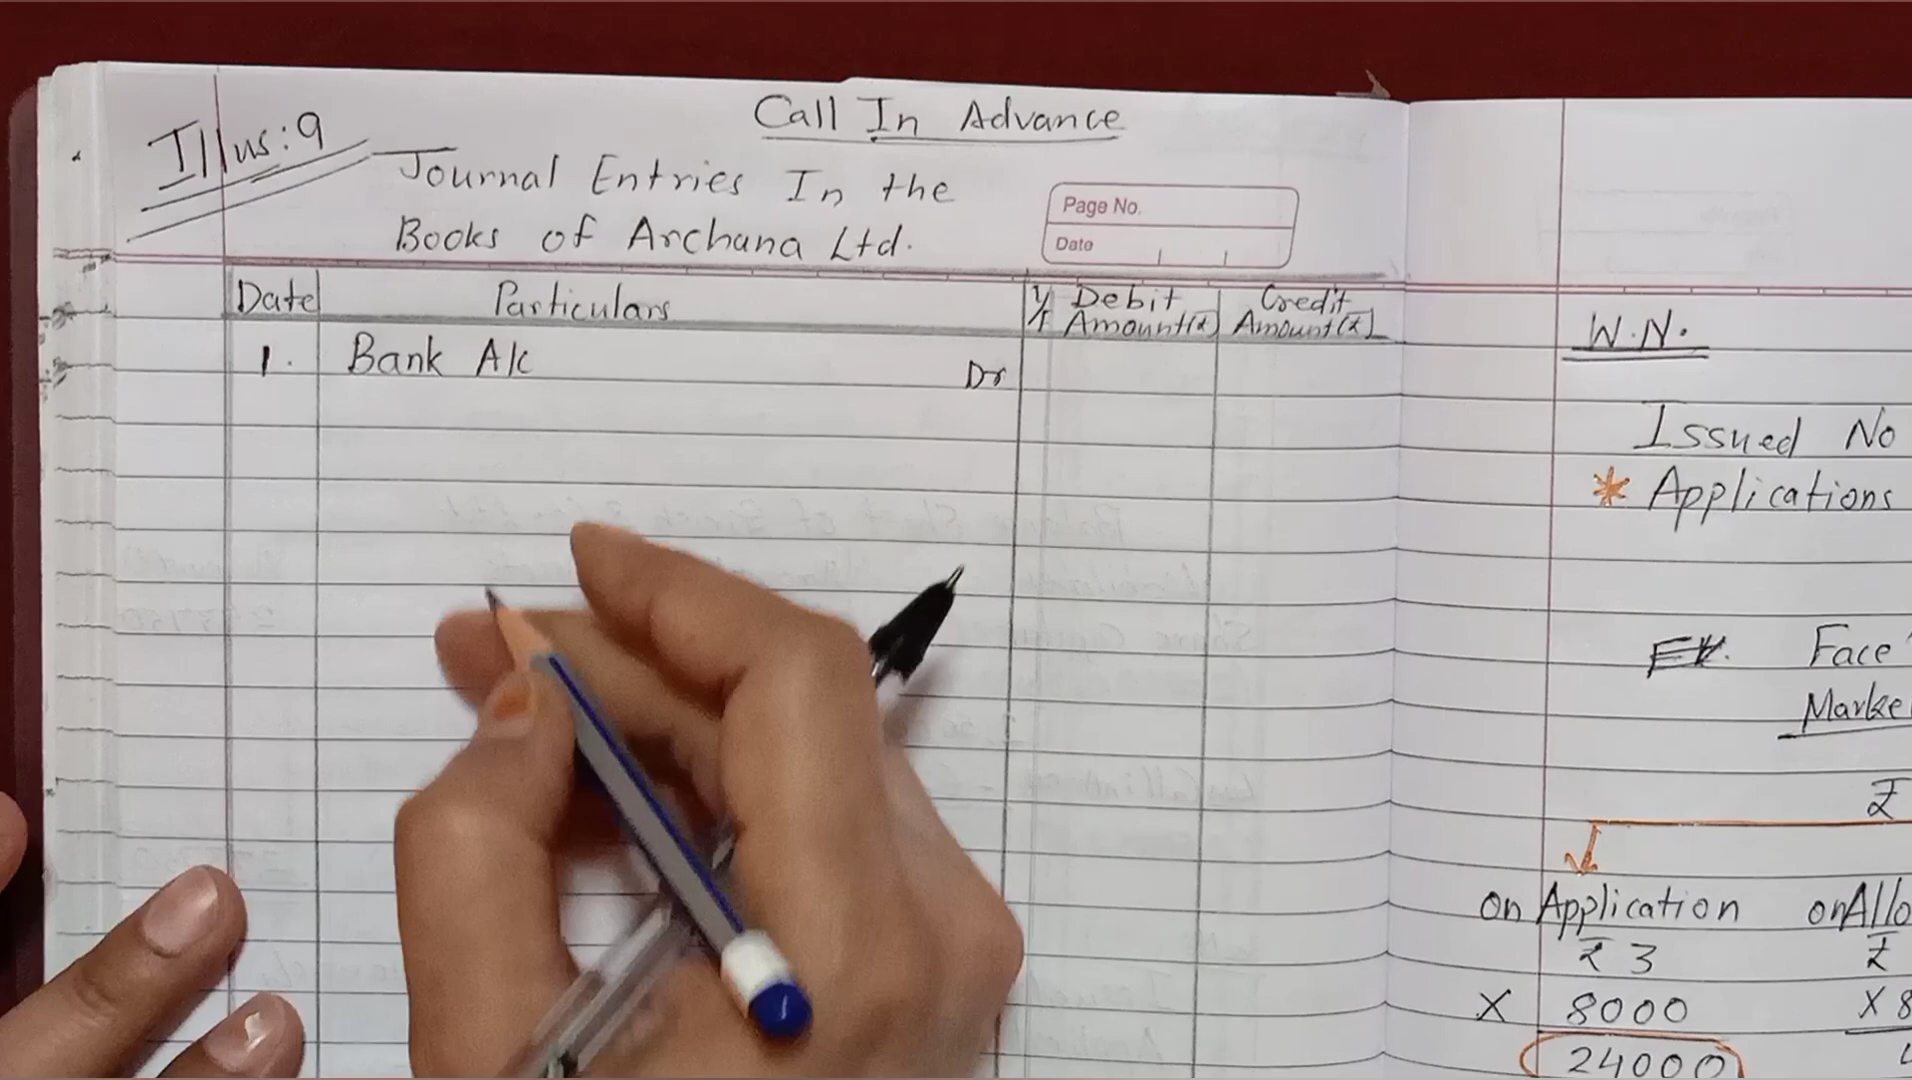 Call In Advance
Illus: 9
Journal Entries In the
Books of Archana Ltd.
Page No.
Date
Date Particulars Debit Amount(₹) Credit Amount(₹)
1. Bank A/c Dr
W.N.
Issued No
* Applications
Face
Marke
₹
on Application onAllo
₹ 3 ₹
X 8000 X 8
24000 4